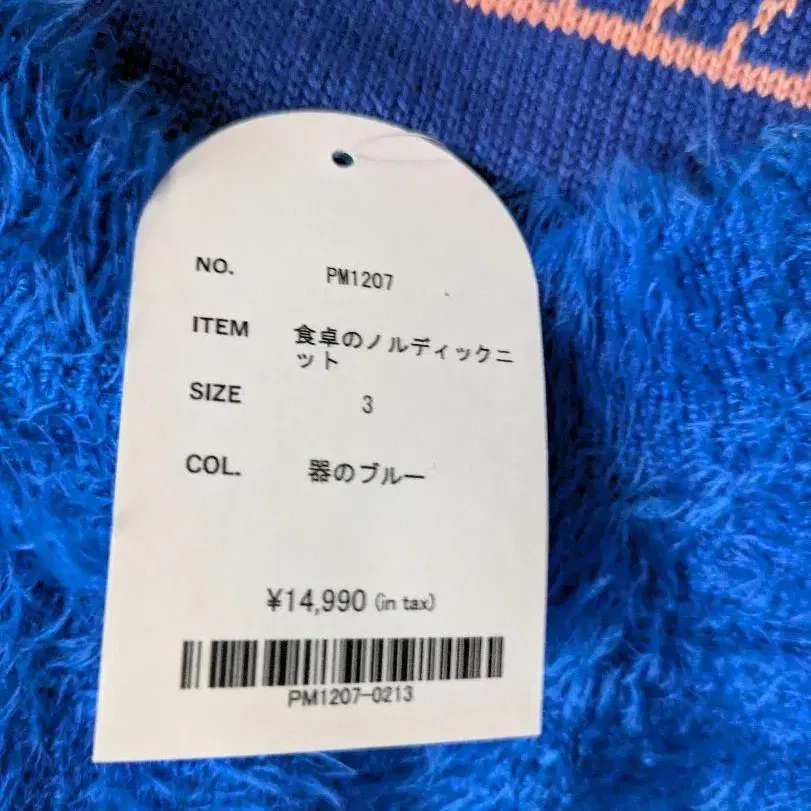 NO. PM1207
ITEM 食卓のノルディックニ
ット
SIZE 3
COL. 器のブルー
¥14,990 (in tax)
PM1207-0213